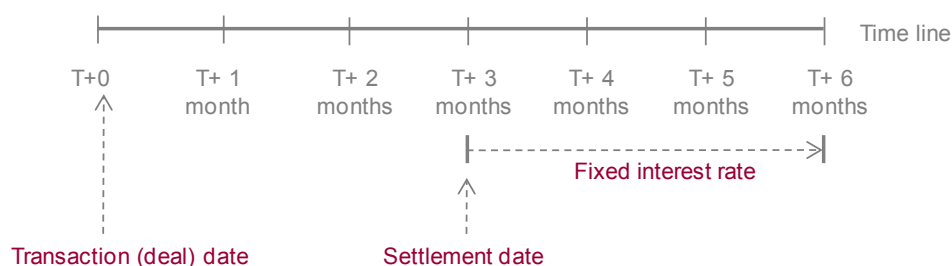 Time line
T+0 T+ 1 T+ 2 T+ 3 T+ 4 T+ 5 T+ 6
month months months months months months
Fixed interest rate
Transaction (deal) date Settlement date